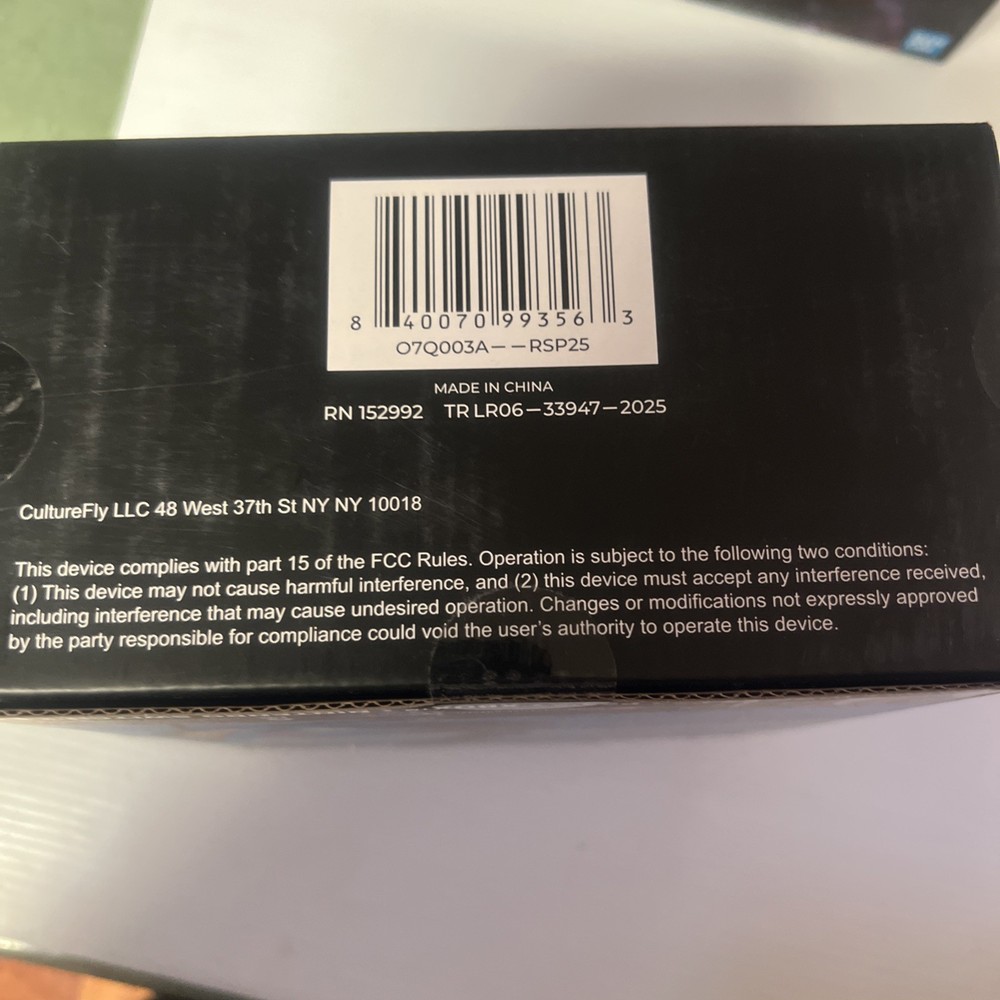 8 40070 99356 3
O7Q003A--RSP25
MADE IN CHINA
RN 152992 TR LR06-33947-2025
CultureFly LLC 48 West 37th St NY NY 10018
This device complies with part 15 of the FCC Rules. Operation is subject to the following two conditions:
(1) This device may not cause harmful interference, and (2) this device must accept any interference received,
including interference that may cause undesired operation. Changes or modifications not expressly approved
by the party responsible for compliance could void the user's authority to operate this device.